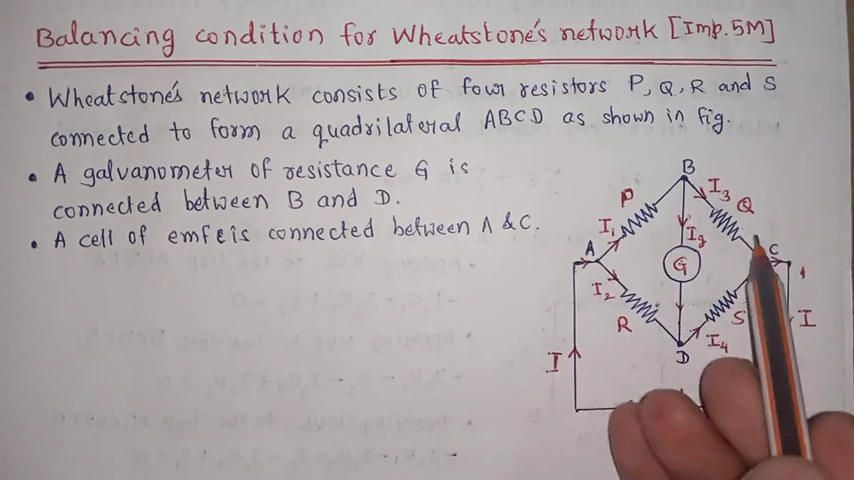 Balancing condition for Wheatstone's network [Imp. 5M]
• Wheatstone's network consists of four resistors P, Q, R and S
connected to form a quadrilateral ABCD as shown in fig.
• A galvanometer of resistance G is
connected between B and D.
• A cell of emf ε is connected between A & C.
B
P
I3
Q
I1
Ig
A
G
C
I2
R
S
I
I4
D
I